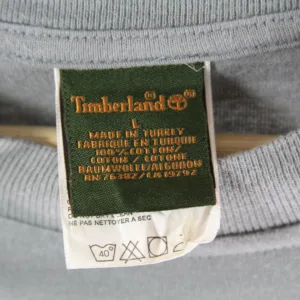 Timberland®
L
MADE IN TURKEY
FABRIQUE EN TURQUIE
100% COTTON/
COTON / COTONE
BAUMWOLLE/ALGODON
RN 76382/CA 19292
NE PAS NETTOYER A SEC
40°